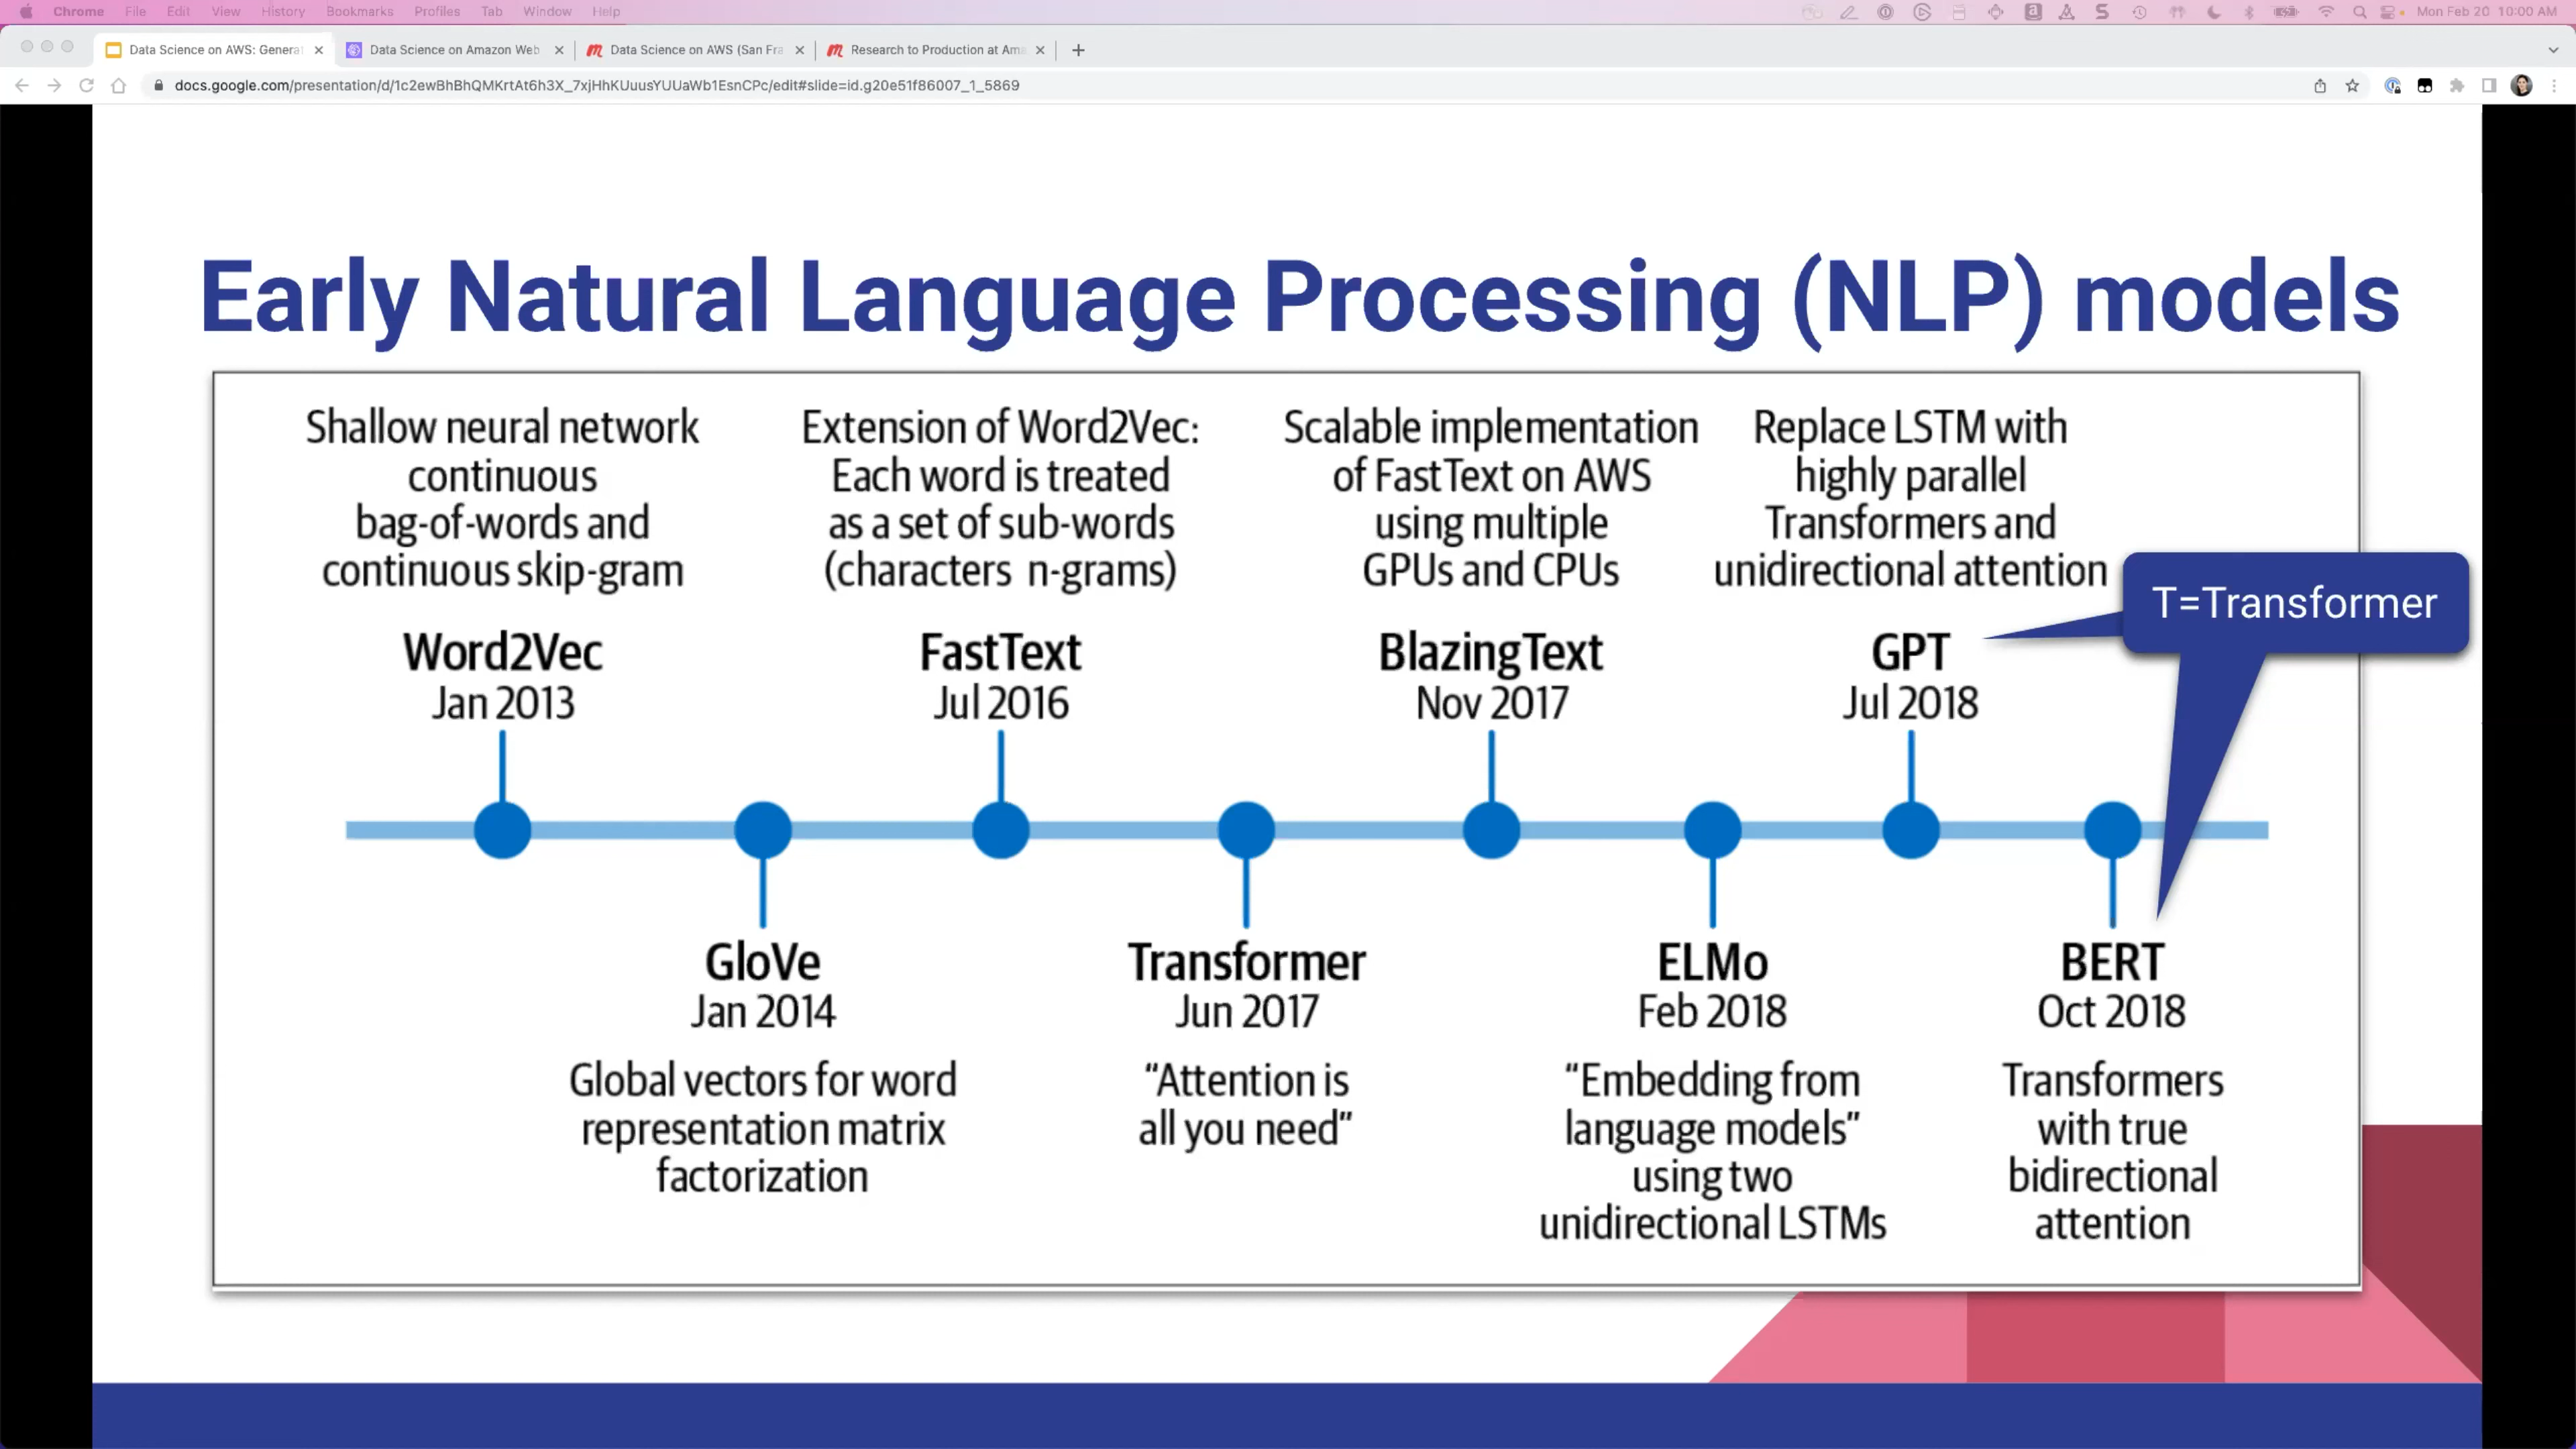 Chrome File Edit View History Bookmarks Profiles Tab Window Help Mon Feb 20 10:00 AM
Data Science on AWS: Genera Data Science on Amazon Web Data Science on AWS (San Fra Research to Production at Ama
docs.google.com/presentation/d/1c2ewBhBhQMKrtAt6h3X_7xjHhKUuusYUUaWb1EsnCPc/edit#slide=id.g20e51f86007_1_5869
Early Natural Language Processing (NLP) models
Shallow neural network
continuous
bag-of-words and
continuous skip-gram
Word2Vec
Jan 2013
Extension of Word2Vec:
Each word is treated
as a set of sub-words
(characters n-grams)
FastText
Jul 2016
Scalable implementation
of FastText on AWS
using multiple
GPUs and CPUs
BlazingText
Nov 2017
Replace LSTM with
highly parallel
Transformers and
unidirectional attention
GPT
Jul 2018
T=Transformer
GloVe
Jan 2014
Global vectors for word
representation matrix
factorization
Transformer
Jun 2017
“Attention is
all you need”
ELMo
Feb 2018
“Embedding from
language models”
using two
unidirectional LSTMs
BERT
Oct 2018
Transformers
with true
bidirectional
attention